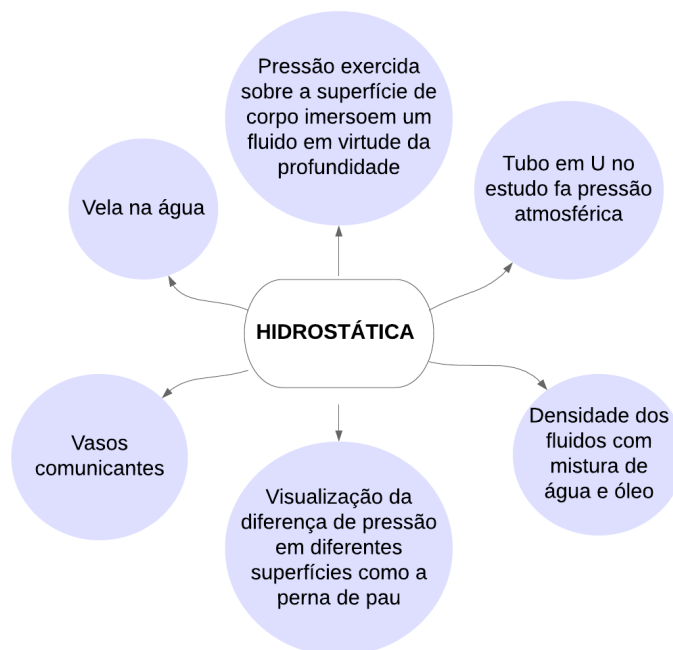 Pressão exercida
sobre a superfície de
corpo imersoem um
fluido em virtude da
profundidade
Tubo em U no
estudo fa pressão
atmosférica
Vela na água
HIDROSTÁTICA
Densidade dos
fluidos com
mistura de
água e óleo
Vasos
comunicantes
Visualização da
diferença de pressão
em diferentes
superfícies como a
perna de pau